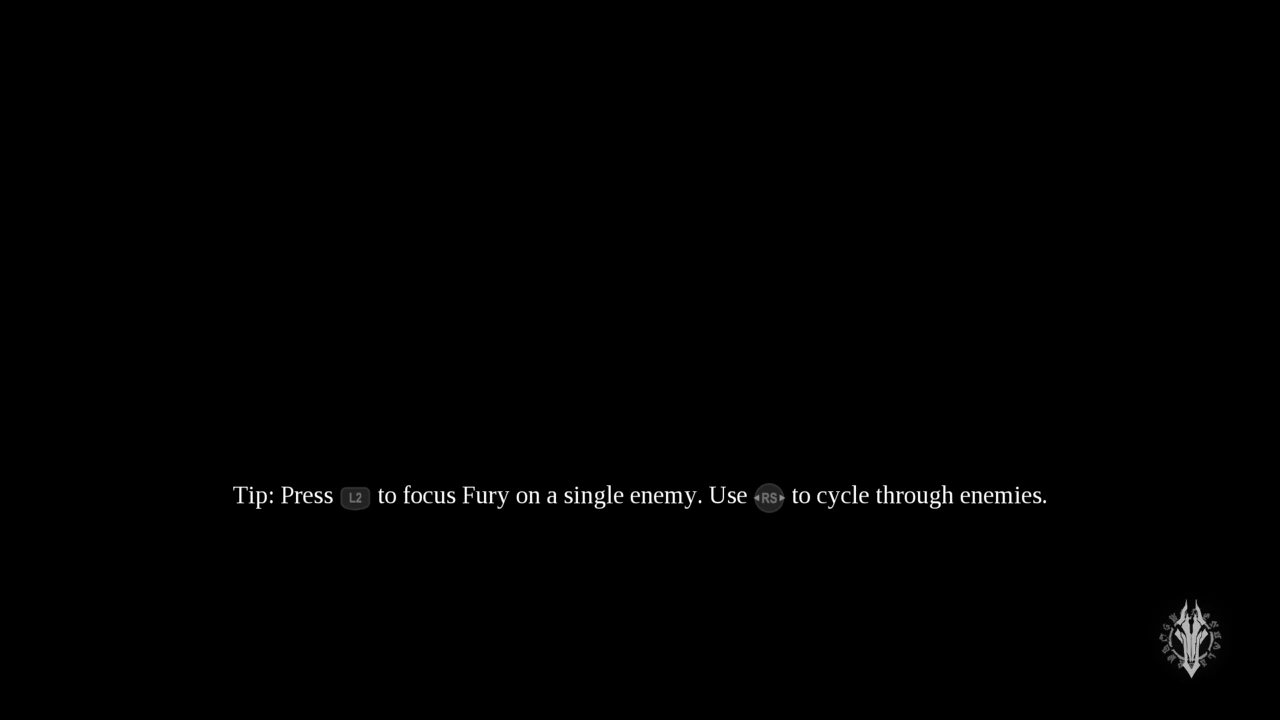 Tip: Press L2 to focus Fury on a single enemy. Use RS to cycle through enemies.